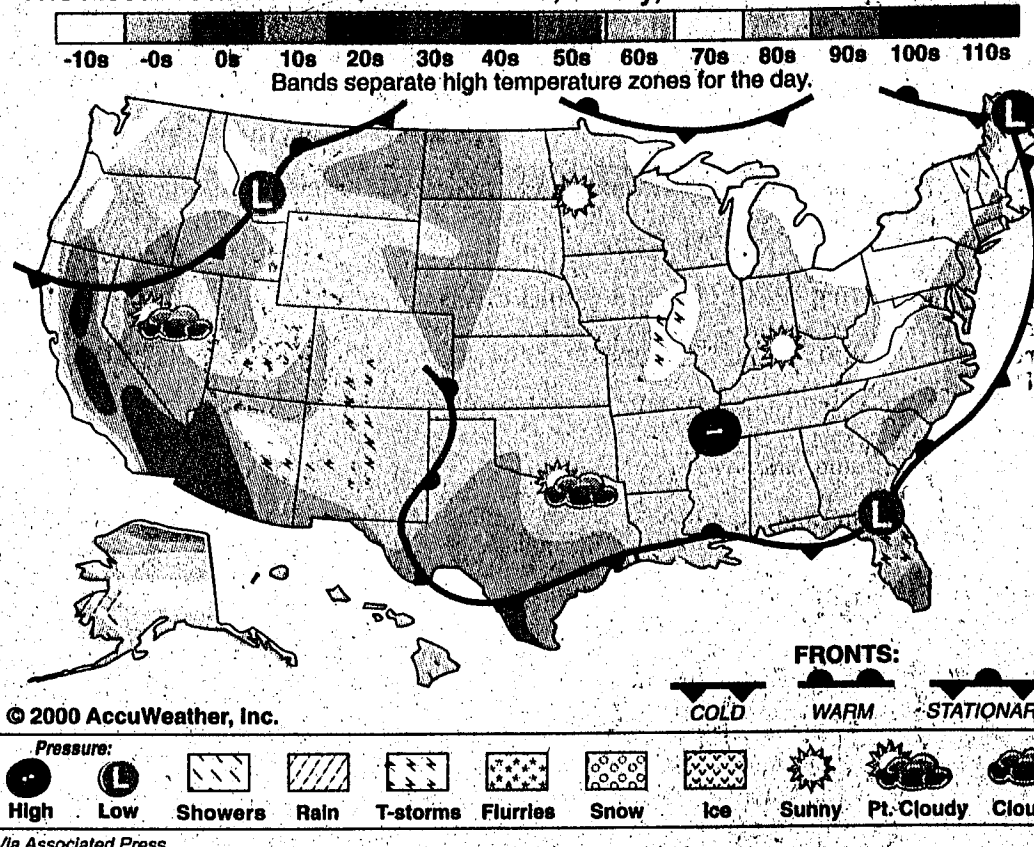 -10s -0s 0s 10s 20s 30s 40s 50s 60s 70s 80s 90s 100s 110s
Bands separate high temperature zones for the day.
L
L
L
FRONTS:
COLD WARM STATIONAR
© 2000 AccuWeather, Inc.
Pressure:
L
High Low Showers Rain T-storms Flurries Snow Ice Sunny Pt. Cloudy Clou
Via Associated Press